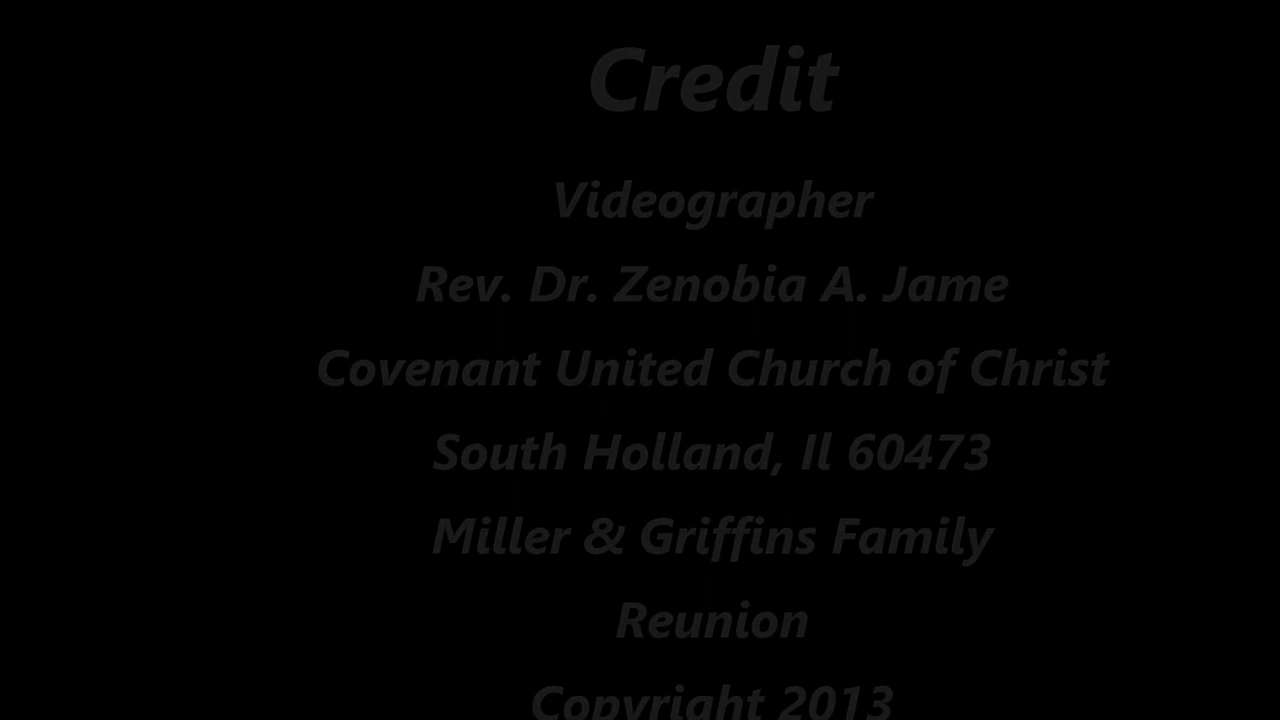 Credit
Videographer
Rev. Dr. Zenobia A. Jame
Covenant United Church of Christ
South Holland, Il 60473
Miller & Griffins Family
Reunion
Copyright 2013